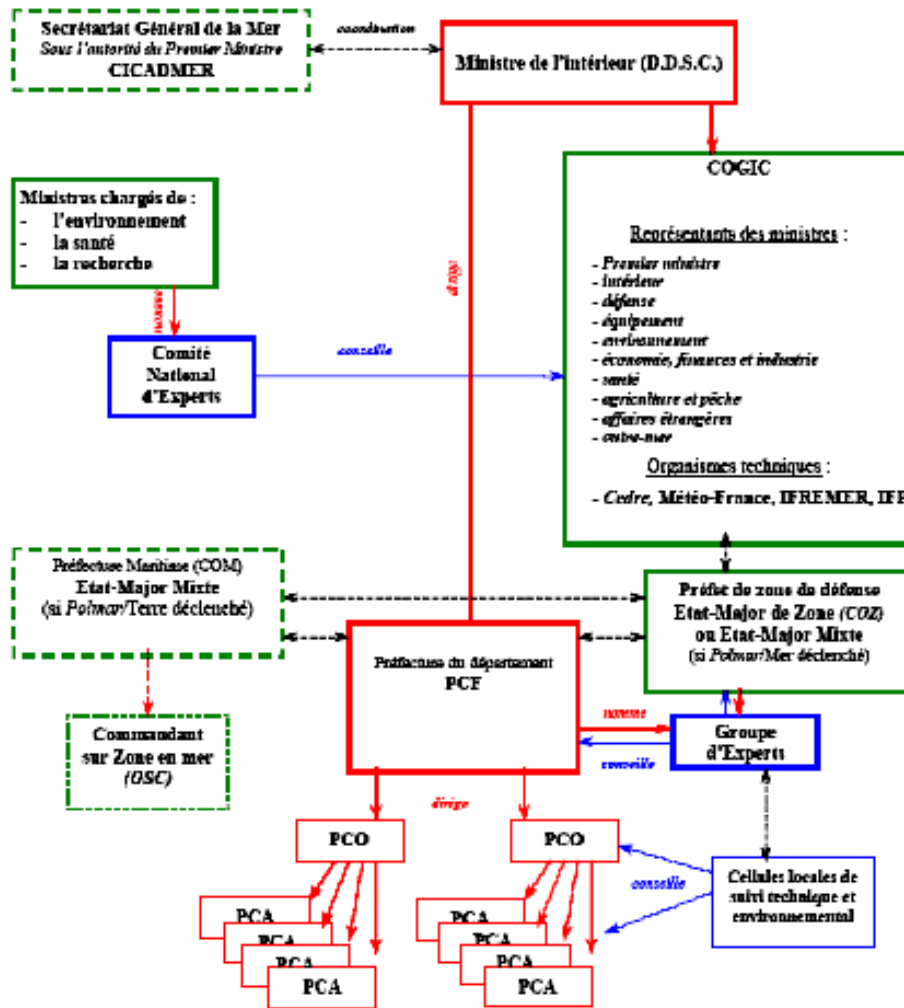 Secrétariat Général de la Mer
Sous l'autorité du Premier Ministre
CICADMER
coordination
Ministre de l'intérieur (D.D.S.C.)
COGIC
Représentants des ministres :
- Premier ministre
- intérieur
- défense
- équipement
- environnement
- économie, finances et industrie
- santé
- agriculture et pêche
- affaires étrangères
- outre-mer
Organismes techniques :
- Cedre, Météo-France, IFREMER, IFP
Ministres chargés de :
- l'environnement
- la santé
- la recherche
nomme
dirige
Comité
National
d'Experts
conseille
Préfecture Maritime (COM)
Etat-Major Mixte
(si Polmar/Terre déclenché)
Préfet de zone de défense
Etat-Major de Zone (COZ)
ou Etat-Major Mixte
(si Polmar/Mer déclenché)
Préfecture du département
PCF
Commandant
sur Zone en mer
(OSC)
nomme
conseille
Groupe
d'Experts
dirige
PCO
PCO
conseille
Cellules locales de
suivi technique et
environnemental
PCA
PCA
PCA
PCA
PCA
PCA
PCA
PCA